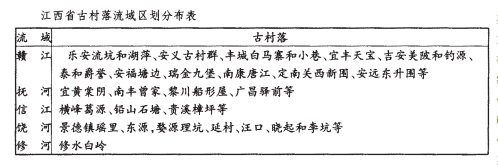 江西省古村落流域区划分布表
流 域 古村落
赣 江 乐安流坑和湖萍、安义古村群、丰城白马寨和小巷、宜丰天宝、吉安美陂和钓源、
泰和爵誉、安福塘边、瑞金九堡、南康唐江、定南关西新围、安远东升围等
抚 河 宜黄棠阴、南丰曾家、黎川船形屋、广昌驿前等
信 江 横峰葛源、铅山石塘、贵溪樟坪等
饶 河 景德镇瑶里、东源,婺源理坑、延村、汪口、晓起和李坑等
修 河 修水白岭